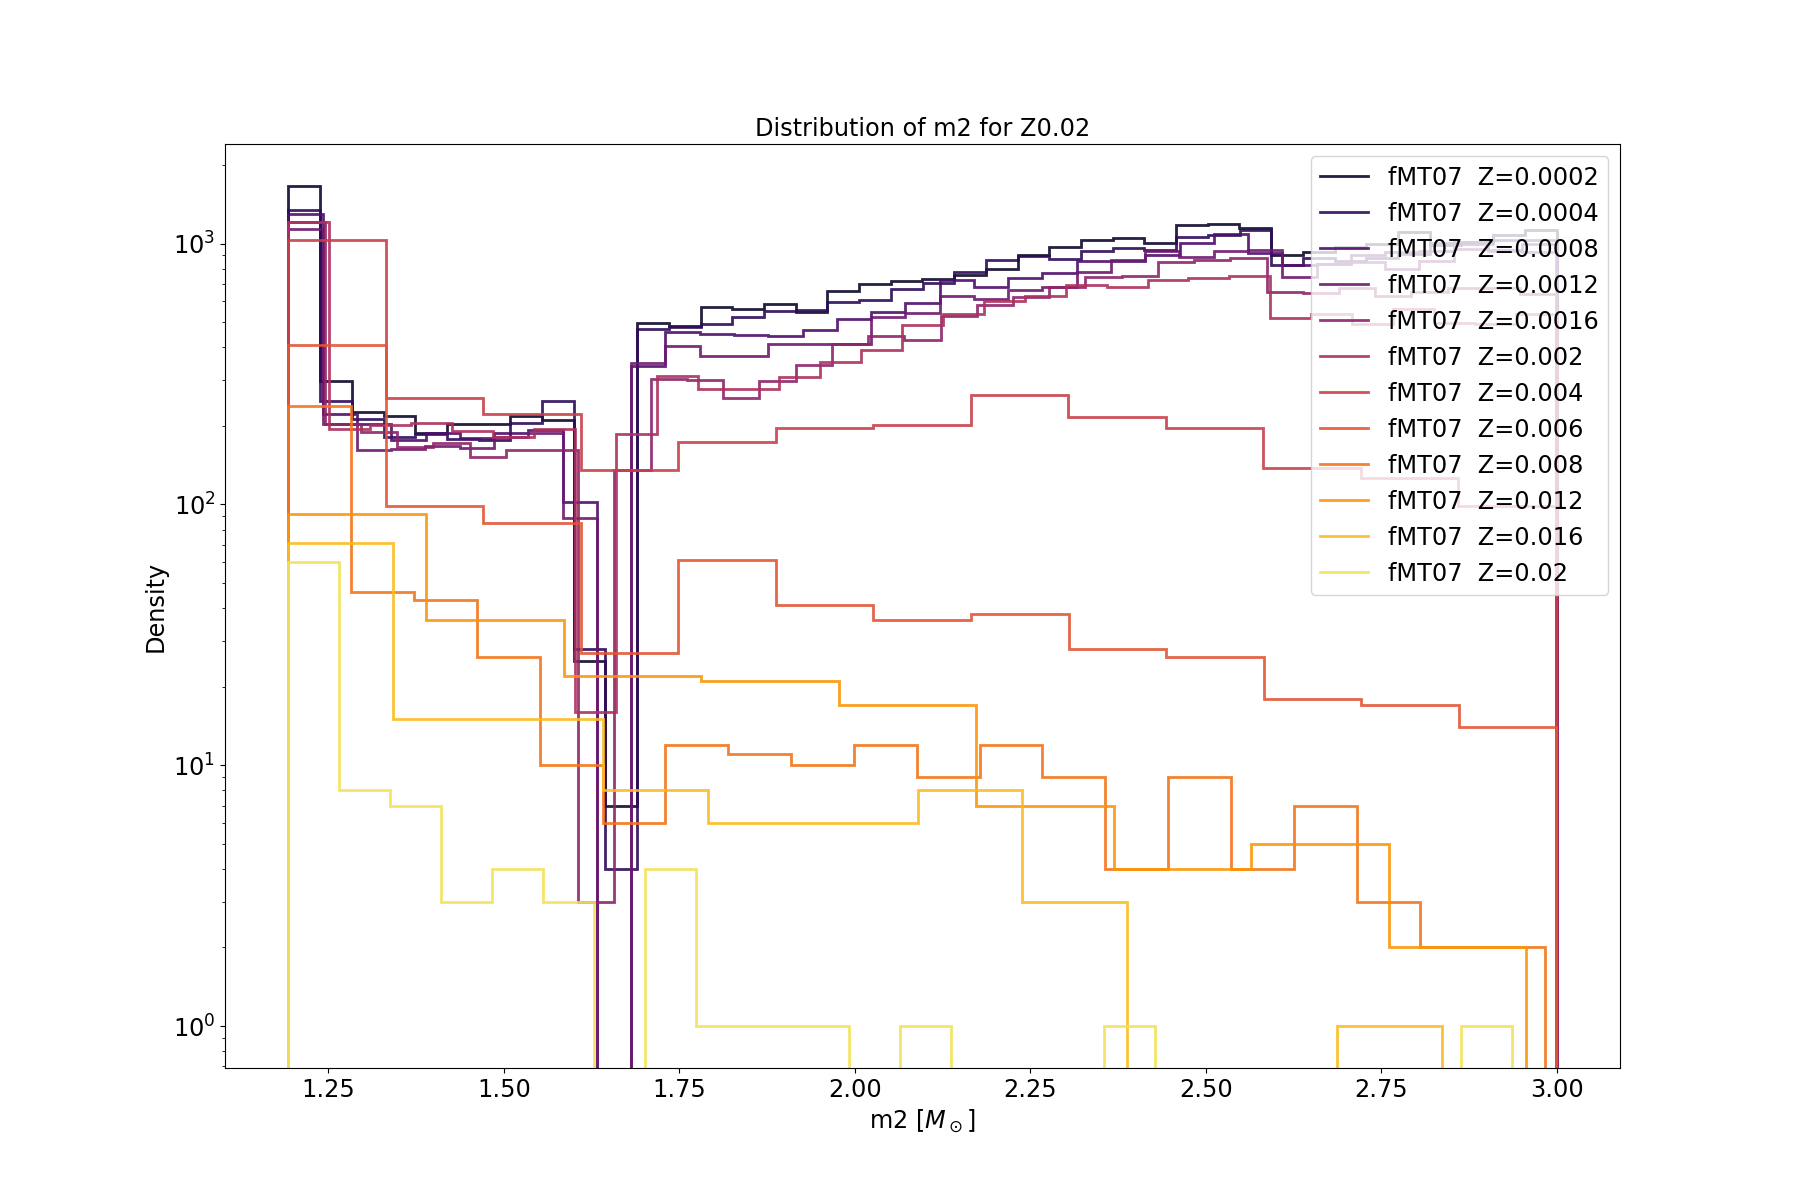 Distribution of m2 for Z0.02
fMT07 Z=0.0002
fMT07 Z=0.0004
fMT07 Z=0.0008
fMT07 Z=0.0012
fMT07 Z=0.0016
fMT07 Z=0.002
fMT07 Z=0.004
fMT07 Z=0.006
fMT07 Z=0.008
fMT07 Z=0.012
fMT07 Z=0.016
fMT07 Z=0.02
10³
10²
10¹
10⁰
Density
1.25 1.50 1.75 2.00 2.25 2.50 2.75 3.00
m2 [M⊙]